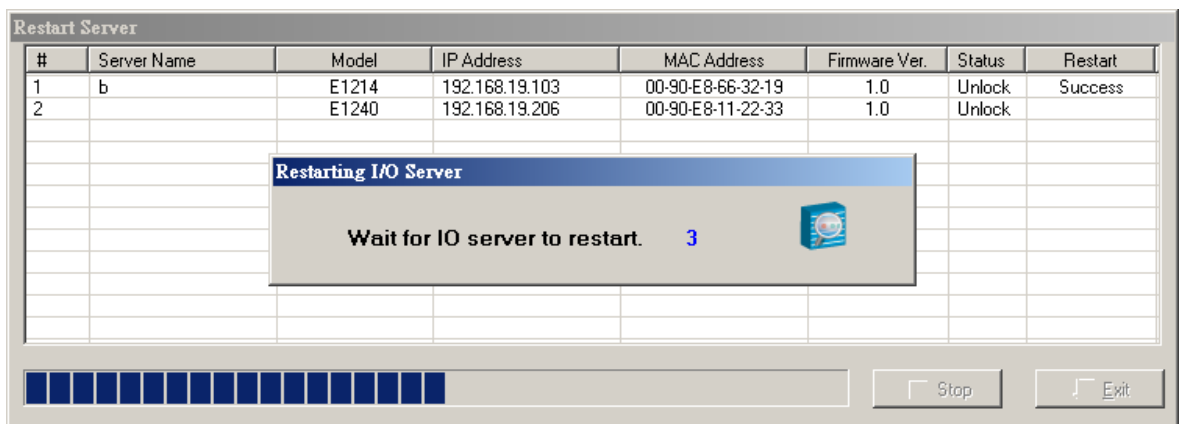 Restart Server
# Server Name Model IP Address MAC Address Firmware Ver. Status Restart
1 b E1214 192.168.19.103 00-90-E8-66-32-19 1.0 Unlock Success
2 E1240 192.168.19.206 00-90-E8-11-22-33 1.0 Unlock
Restarting I/O Server
Wait for IO server to restart. 3
Stop Exit